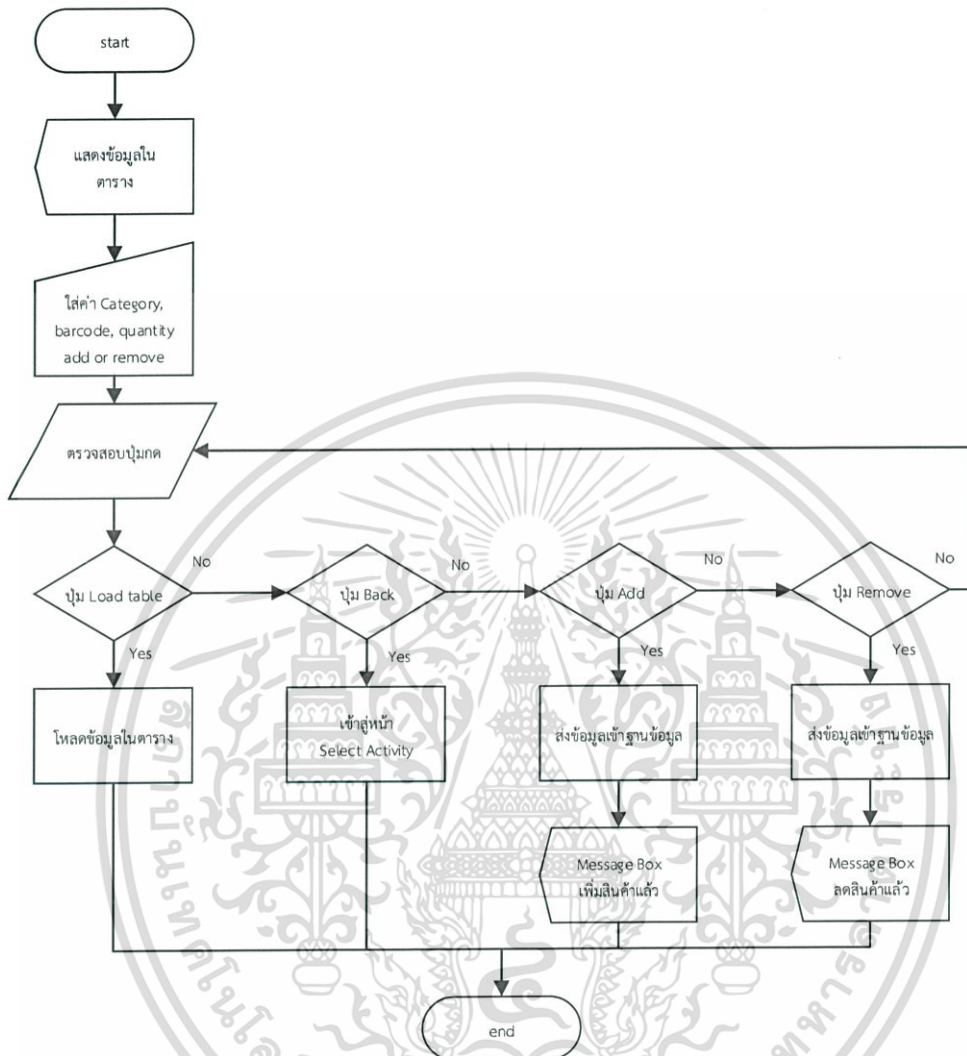 start
แสดงข้อมูลใน
ตาราง
ใส่ค่า Category,
barcode, quantity
add or remove
ตรวจสอบปุ่มกด
ปุ่ม Load table
No
ปุ่ม Back
No
ปุ่ม Add
No
ปุ่ม Remove
No
Yes
Yes
Yes
Yes
โหลดข้อมูลในตาราง
เข้าสู่หน้า
Select Activity
ส่งข้อมูลเข้าฐานข้อมูล
ส่งข้อมูลเข้าฐานข้อมูล
Message Box
เพิ่มสินค้าแล้ว
Message Box
ลดสินค้าแล้ว
end